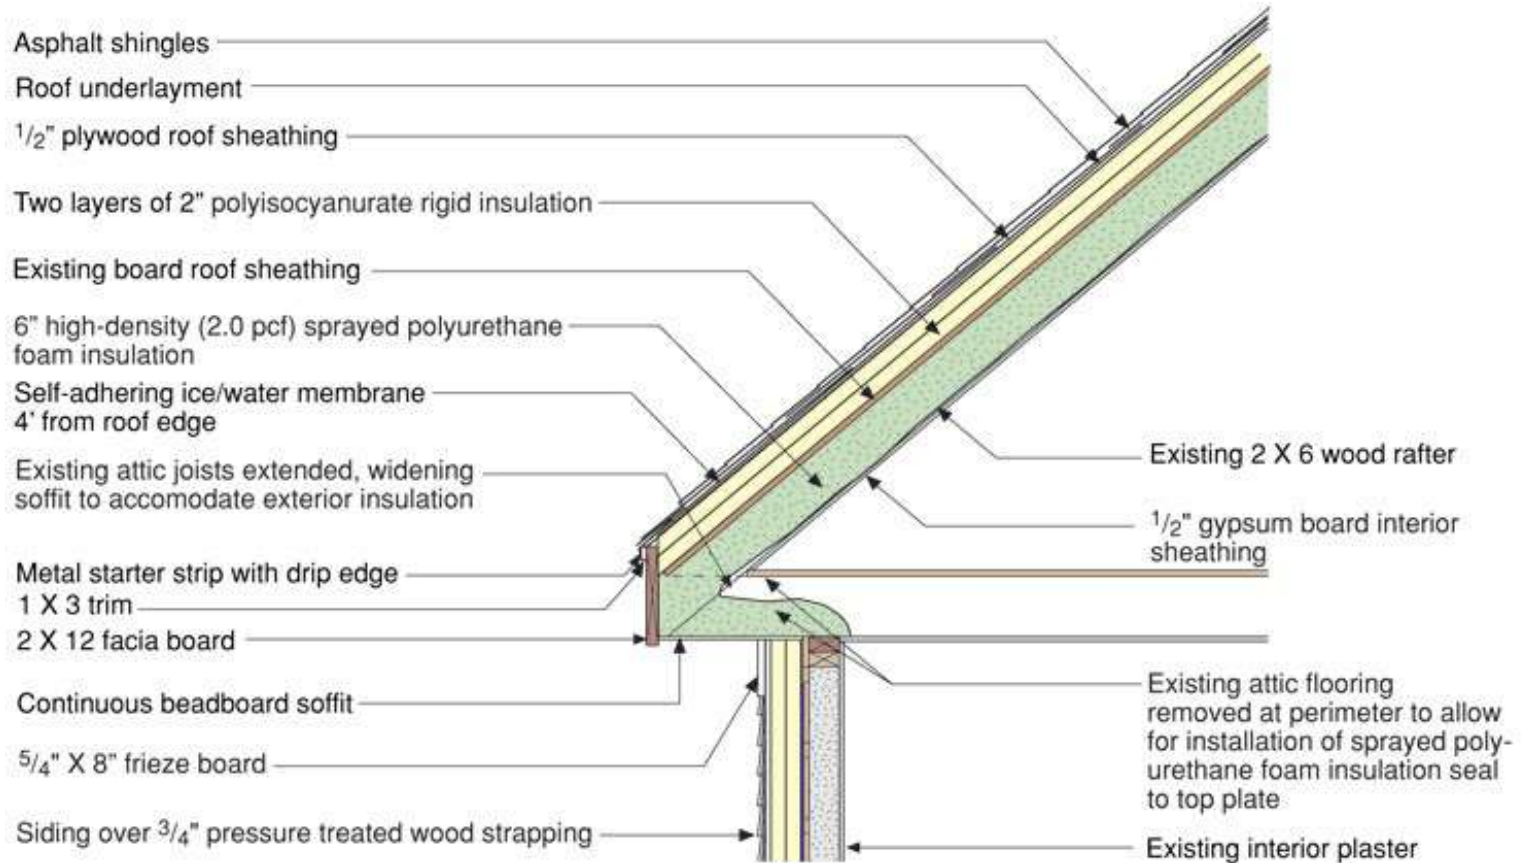 Asphalt shingles
Roof underlayment
1/2" plywood roof sheathing
Two layers of 2" polyisocyanurate rigid insulation
Existing board roof sheathing
6" high-density (2.0 pcf) sprayed polyurethane
foam insulation
Self-adhering ice/water membrane
4' from roof edge
Existing attic joists extended, widening
soffit to accomodate exterior insulation
Metal starter strip with drip edge
1 X 3 trim
2 X 12 facia board
Continuous beadboard soffit
5/4" X 8" frieze board
Siding over 3/4" pressure treated wood strapping
Existing 2 X 6 wood rafter
1/2" gypsum board interior
sheathing
Existing attic flooring
removed at perimeter to allow
for installation of sprayed poly-
urethane foam insulation seal
to top plate
Existing interior plaster